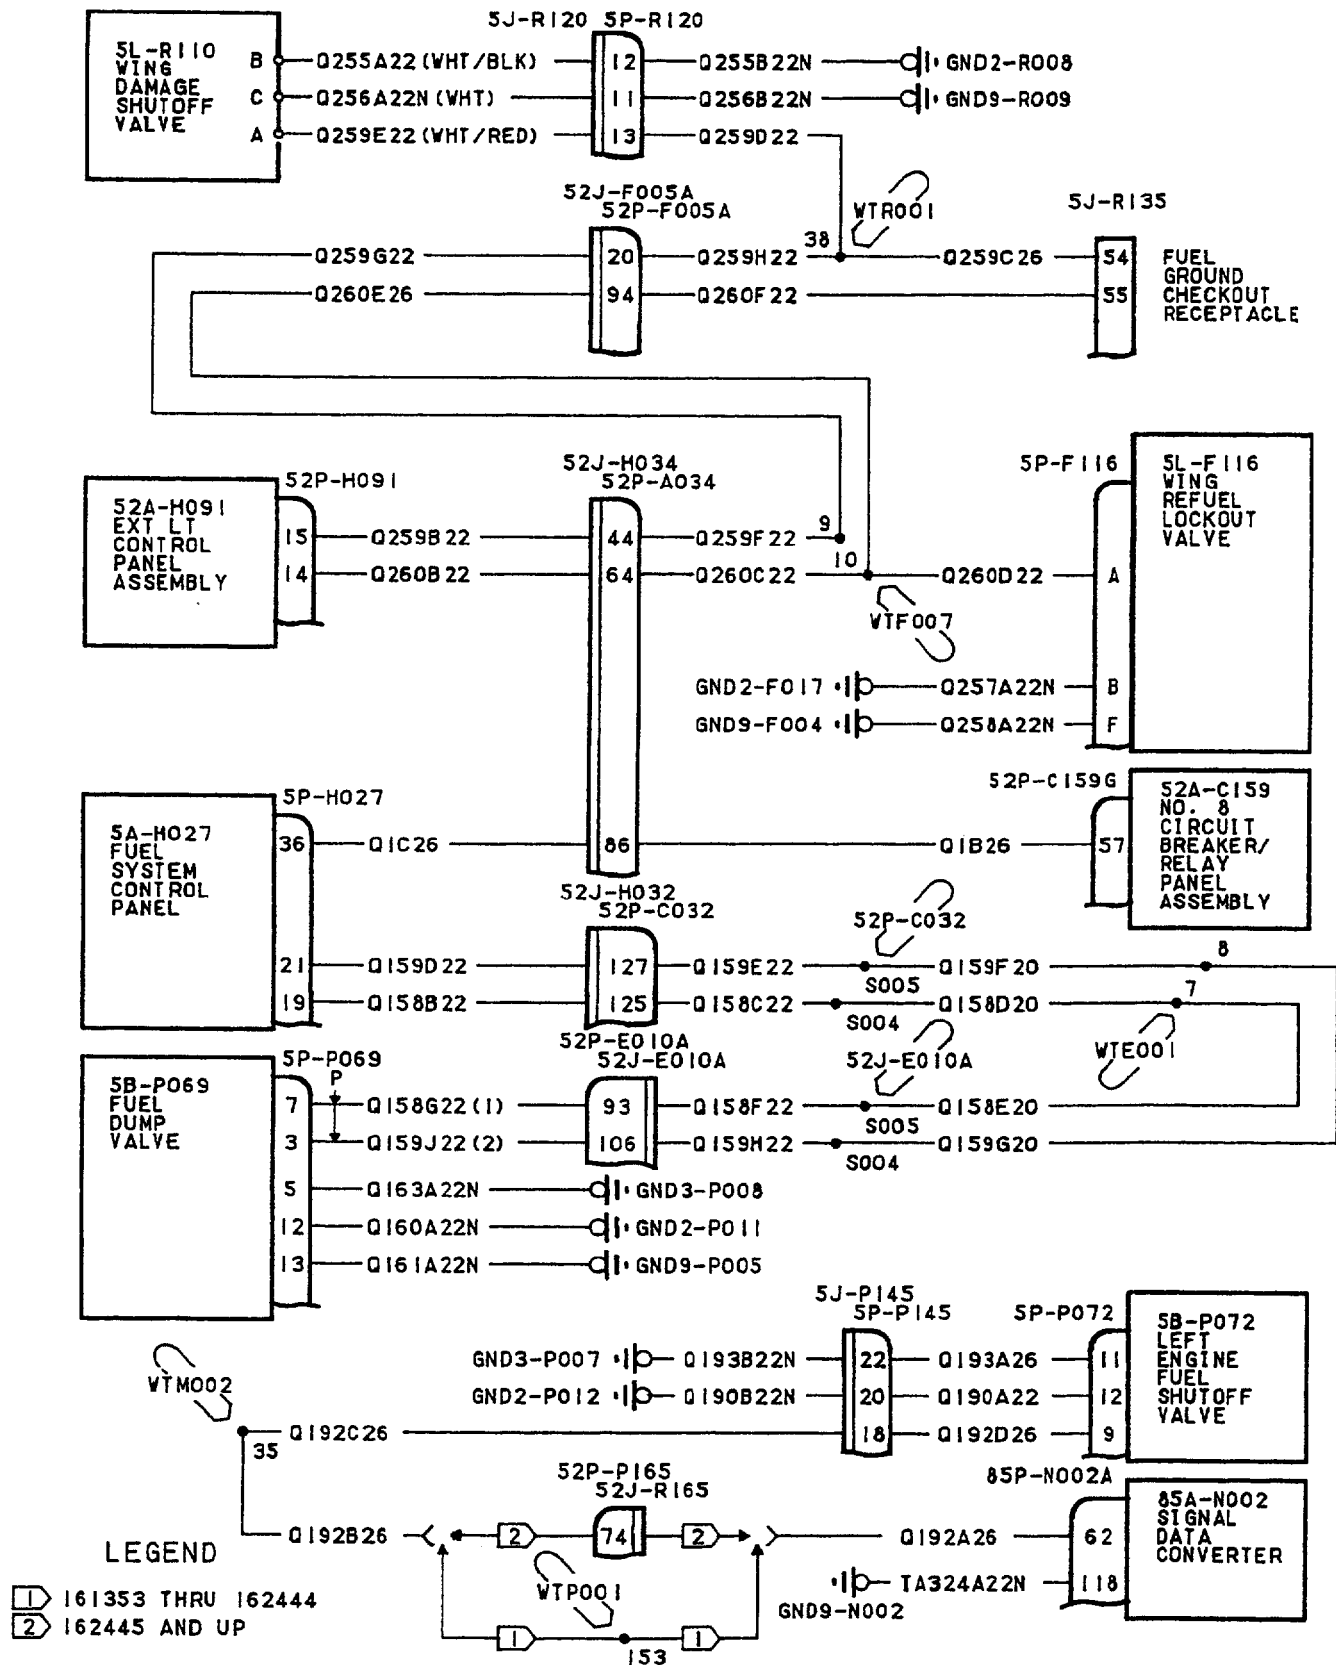 5J-R120 5P-R120
5L-R110
WING
DAMAGE
SHUTOFF
VALVE
B Q255A22(WHT/BLK) 12 Q255B22N GND2-R008
C Q256A22N(WHT) 11 Q256B22N GND9-R009
A Q259E22(WHT/RED) 13 Q259D22
52J-F005A
52P-F005A
WTR001
5J-R135
38
Q259G22 20 Q259H22 Q259C26 54
Q260E26 94 Q260F22 55
FUEL
GROUND
CHECKOUT
RECEPTACLE
52P-H091
52J-H034
52P-A034
5P-F116
52A-H091
EXT LT
CONTROL
PANEL
ASSEMBLY
5L-F116
WING
REFUEL
LOCKOUT
VALVE
15 Q259B22 44 Q259F22 9
10
14 Q260B22 64 Q260C22 Q260D22 A
WTF007
GND2-F017 Q257A22N B
GND9-F004 Q258A22N F
52P-C159G
5P-H027
5A-H027
FUEL
SYSTEM
CONTROL
PANEL
52A-C159
NO. 8
CIRCUIT
BREAKER/
RELAY
PANEL
ASSEMBLY
36 Q1C26 86 Q1B26 57
52J-H032
52P-C032
52P-C032
8
21 Q159D22 127 Q159E22 S005 Q159F20
7
19 Q158B22 125 Q158C22 S004 Q158D20
52P-E010A
52J-E010A
52J-E010A
WTE001
5P-P069
P
5B-P069
FUEL
DUMP
VALVE
7 Q158G22(1) 93 Q158F22 S005 Q158E20
3 Q159J22(2) 106 Q159H22 S004 Q159G20
5 Q163A22N GND3-P008
12 Q160A22N GND2-P011
13 Q161A22N GND9-P005
5J-P145
5P-P145
5P-P072
5B-P072
LEFT
ENGINE
FUEL
SHUTOFF
VALVE
GND3-P007 Q193B22N 22 Q193A26 11
GND2-P012 Q190B22N 20 Q190A22 12
WTM002
35 Q192C26 18 Q192D26 9
52P-P165
52J-R165
85P-N002A
85A-N002
SIGNAL
DATA
CONVERTER
Q192B26 2 74 2 Q192A26 62
WTP001
GND9-N002 TA324A22N 118
1 153 1
LEGEND
1 161353 THRU 162444
2 162445 AND UP